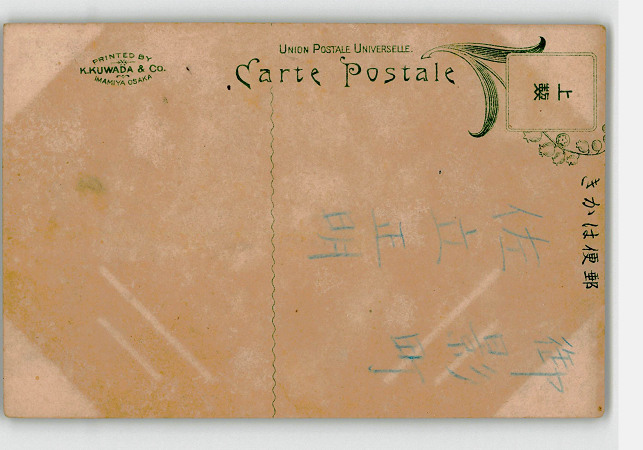 PRINTED BY
K.KUWADA & CO.
IMAMIYA OSAKA
UNION POSTALE UNIVERSELLE.
Carte Postale
きかは便郵
御影町
佐立正明